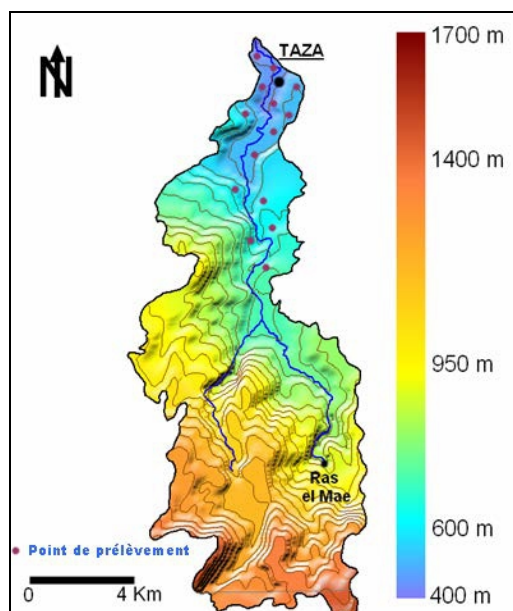 N
TAZA
1700 m
1400 m
950 m
600 m
400 m
Ras
el Mae
Point de prélèvement
0
4 Km